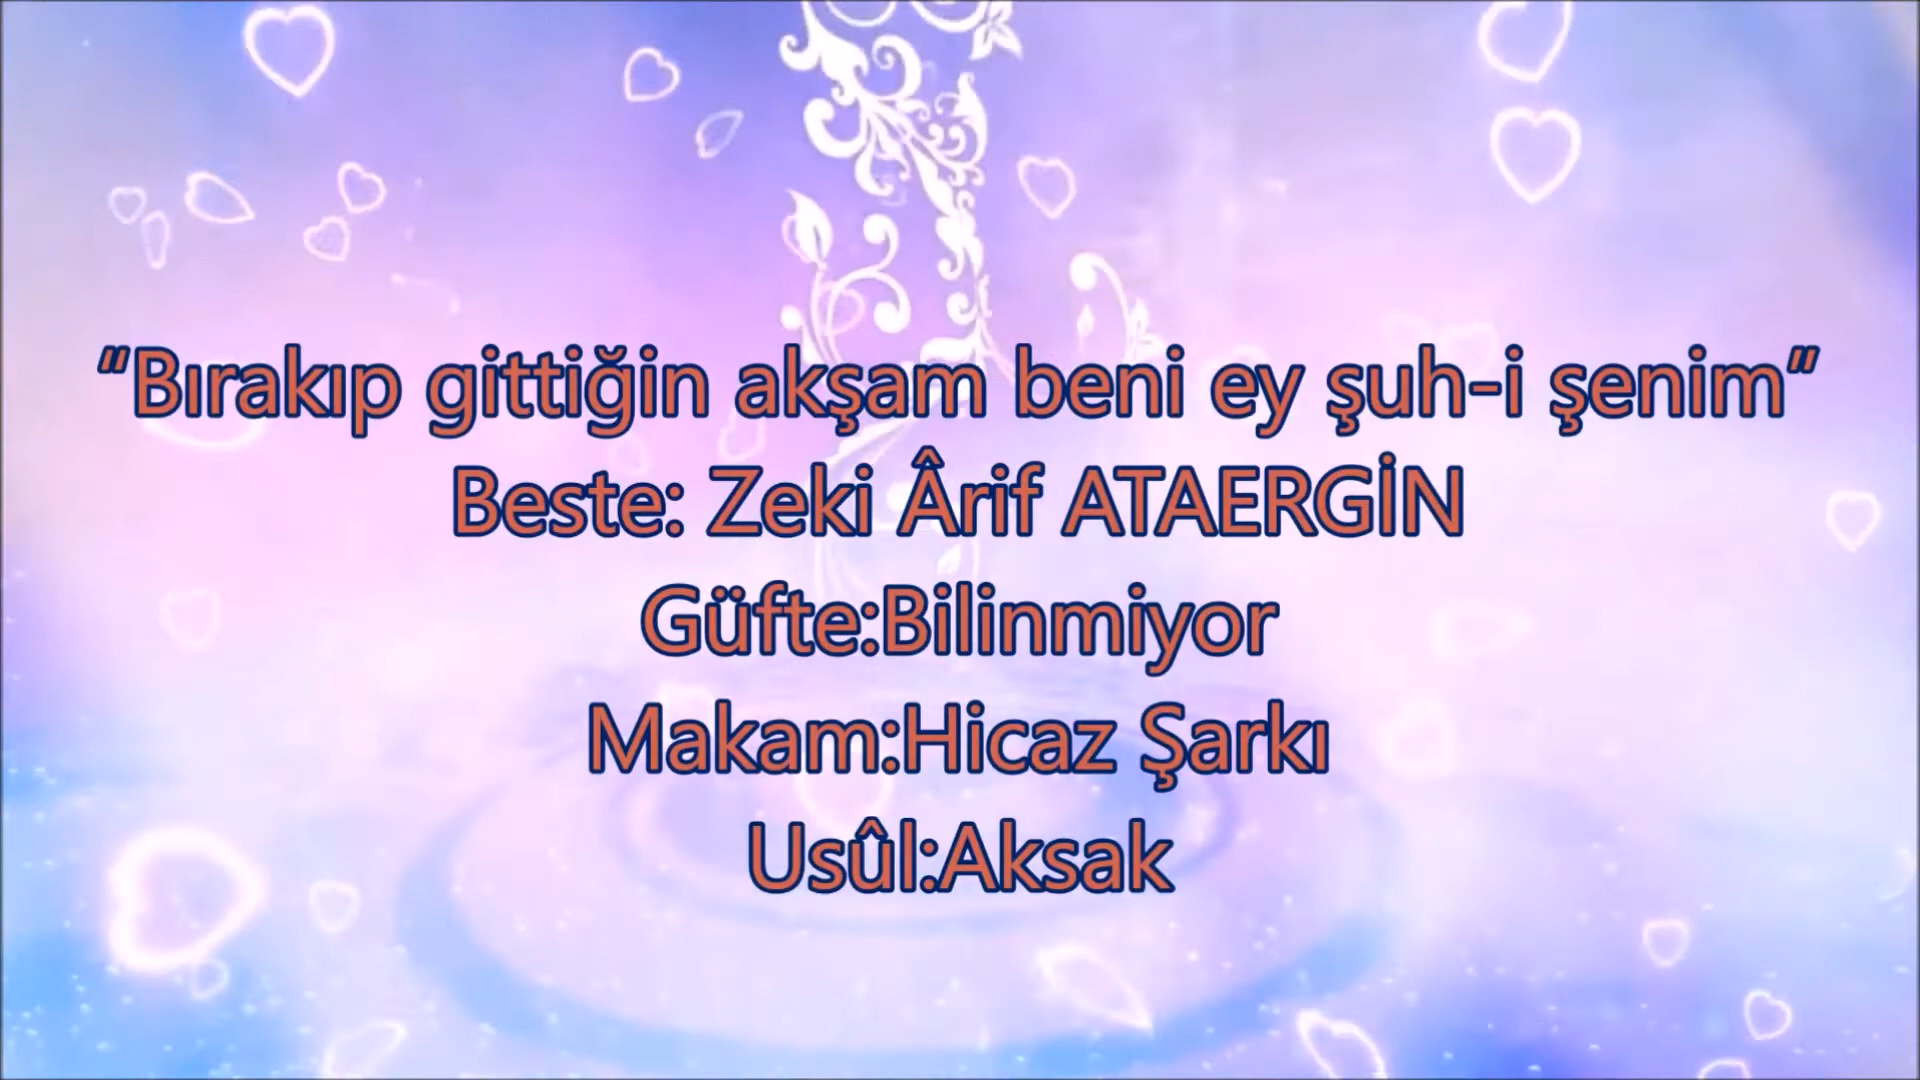 “Bırakıp gittiğin akşam beni ey şuh-i şenim”
Beste: Zeki Ârif ATAERGİN
Güfte:Bilinmiyor
Makam:Hicaz Şarkı
Usûl:Aksak